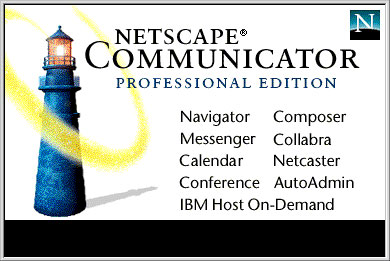 N
NETSCAPE®
COMMUNICATOR
PROFESSIONAL EDITION
Navigator Composer
Messenger Collabra
Calendar Netcaster
Conference AutoAdmin
IBM Host On-Demand